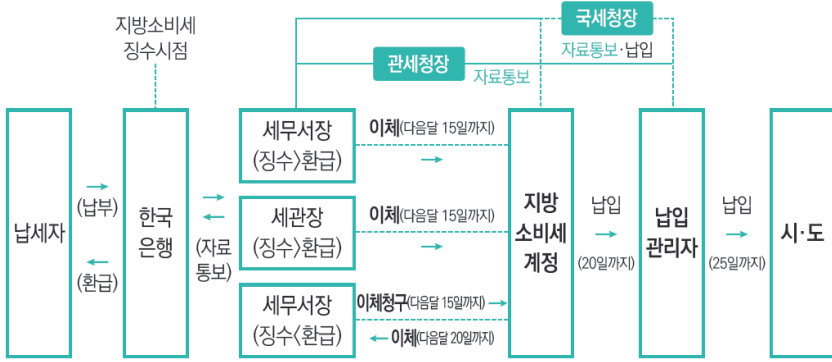 지방소비세
징수시점
국세청장
자료통보·납입
관세청장
자료통보
납세자
→
(납부)
←
(환급)
한국
은행
→
←
(자료
통보)
세무서장
(징수>환급)
이체(다음달 15일까지)
→
세관장
(징수>환급)
이체(다음달 15일까지)
→
세무서장
(징수<환급)
이체청구(다음달 15일까지) →
← 이체(다음달 20일까지)
지방
소비세
계정
납입
→
(20일까지)
납입
관리자
납입
→
(25일까지)
시·도